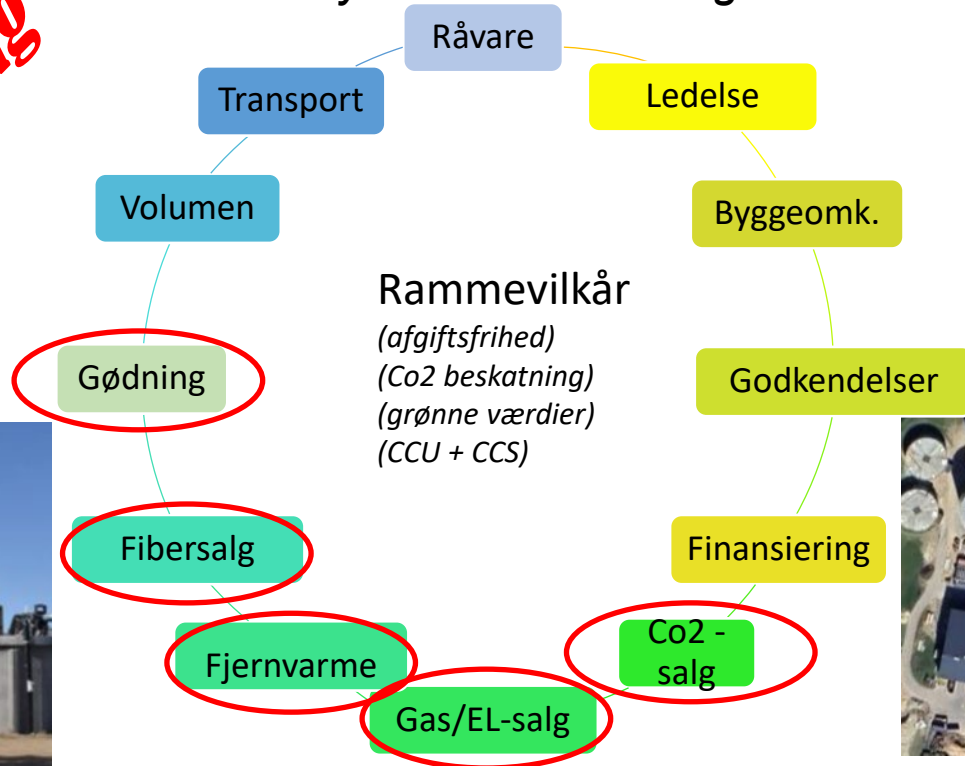 Råvare
Ledelse
Byggeomk.
Godkendelser
Finansiering
Co2 -
salg
Gas/EL-salg
Fjernvarme
Fibersalg
Gødning
Volumen
Transport
Rammevilkår
(afgiftsfrihed)
(Co2 beskatning)
(grønne værdier)
(CCU + CCS)